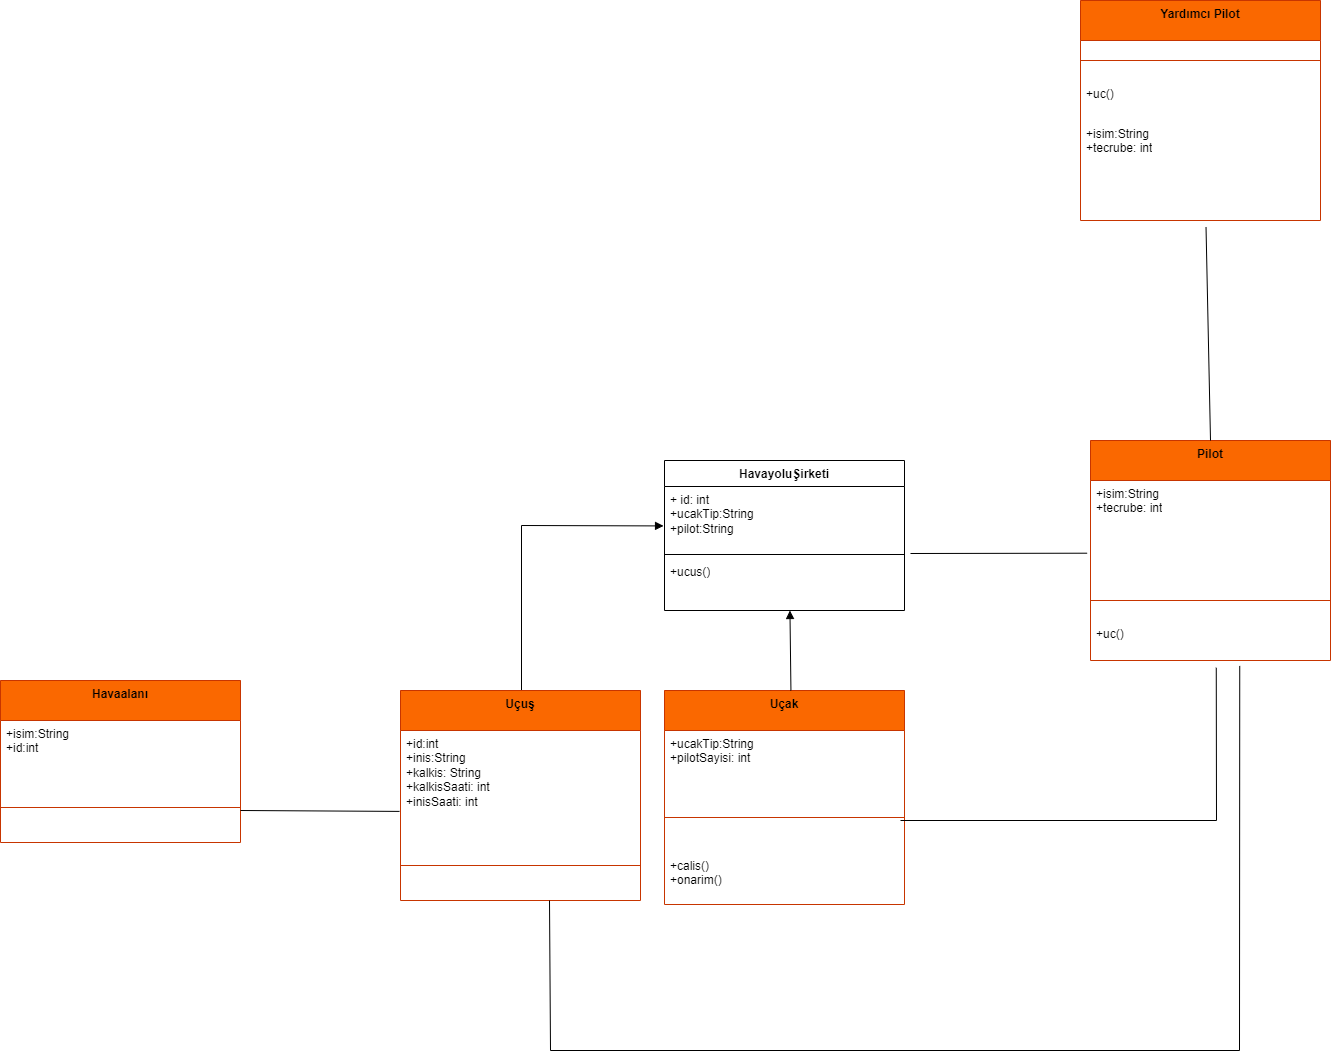 Yardımcı Pilot
+uc()
+isim:String
+tecrube: int
Pilot
+isim:String
+tecrube: int
+uc()
HavayoluŞirketi
+ id: int
+ucakTip:String
+pilot:String
+ucus()
Havaalanı
+isim:String
+id:int
Uçuş
+id:int
+inis:String
+kalkis: String
+kalkisSaati: int
+inisSaati: int
Uçak
+ucakTip:String
+pilotSayisi: int
+calis()
+onarim()